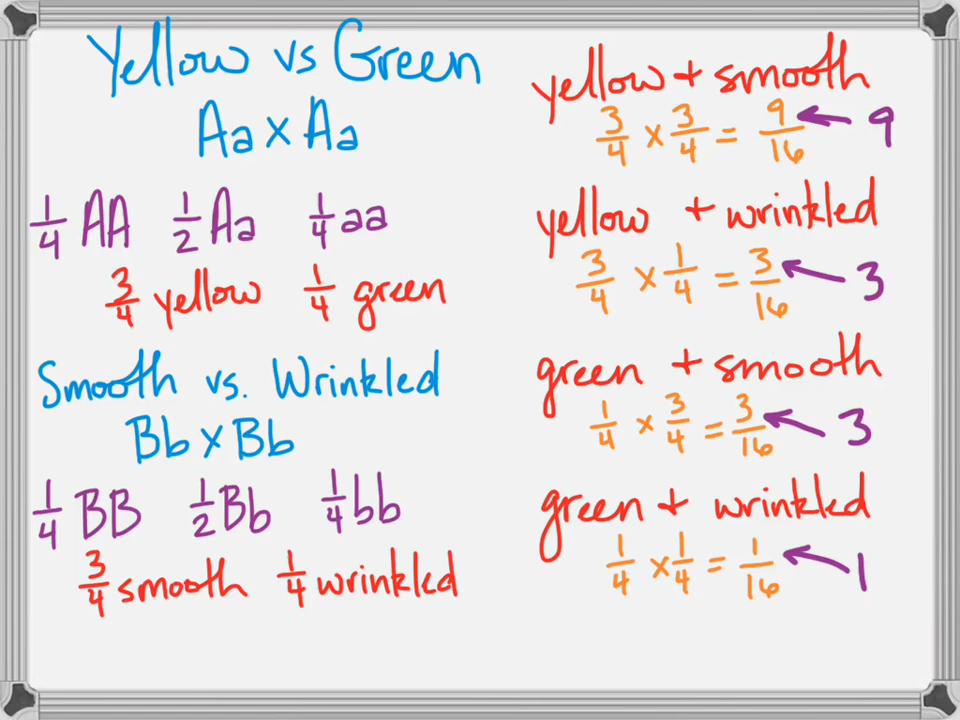 Yellow vs Green
Aa x Aa
1/4 AA 1/2 Aa 1/4 aa
3/4 yellow 1/4 green
Smooth vs. Wrinkled
Bb x Bb
1/4 BB 1/2 Bb 1/4 bb
3/4 smooth 1/4 wrinkled
yellow + smooth
3/4 x 3/4 = 9/16 ← 9
yellow + wrinkled
3/4 x 1/4 = 3/16 ← 3
green + smooth
1/4 x 3/4 = 3/16 ← 3
green + wrinkled
1/4 x 1/4 = 1/16 ← 1